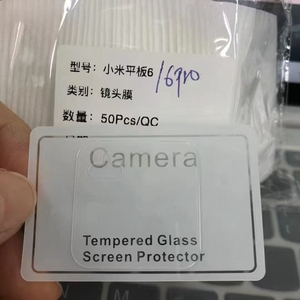 型号：小米平板6 /6pro
类别：镜头膜
数量：50Pcs/QC
Camera
Tempered Glass
Screen Protector